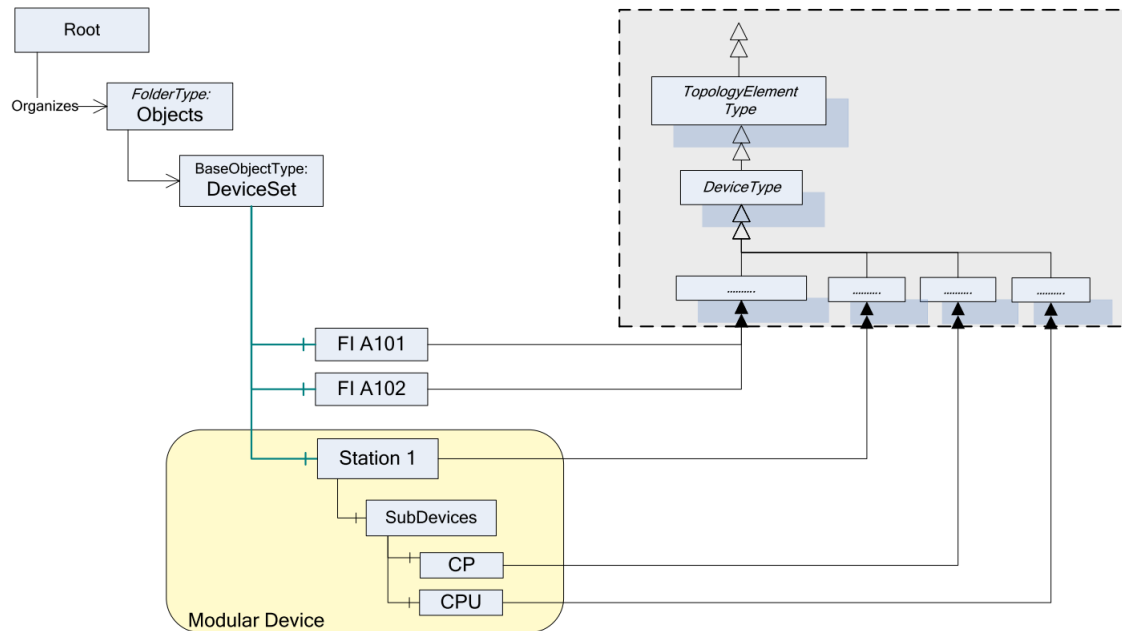 Root
Organizes
FolderType:
Objects
BaseObjectType:
DeviceSet
TopologyElement
Type
DeviceType
..........
..........
..........
..........
FI A101
FI A102
Station 1
SubDevices
CP
CPU
Modular Device